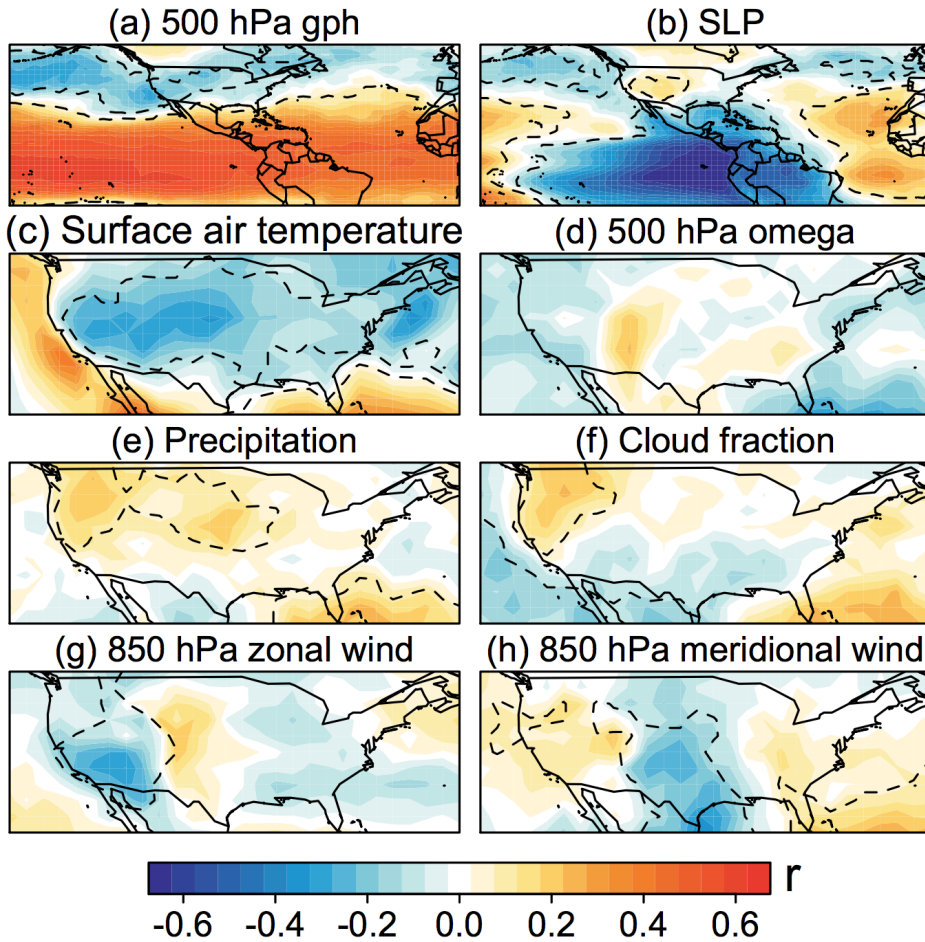 (a) 500 hPa gph
(b) SLP
(c) Surface air temperature
(d) 500 hPa omega
(e) Precipitation
(f) Cloud fraction
(g) 850 hPa zonal wind
(h) 850 hPa meridional wind
-0.6 -0.4 -0.2 0.0 0.2 0.4 0.6
r